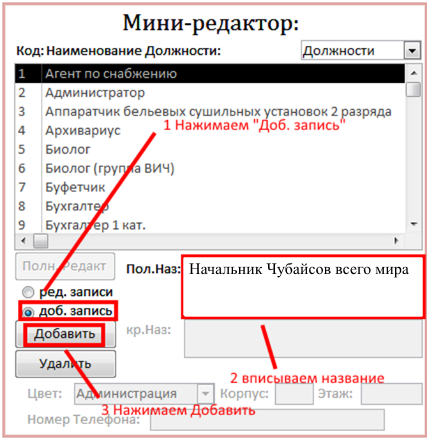 Мини-редактор:
Код: Наименование Должности: Должности
1 Агент по снабжению
2 Администратор
3 Аппаратчик бельевых сушильных установок 2 разряда
4 Архивариус
1 Нажимаем "Доб. запись"
5 Биолог
6 Биолог (группа ВИЧ)
7 Буфетчик
8 Бухгалтер
9 Бухгалтер 1 кат.
Полн. Редакт
Пол.Наз: Начальник Чубайсов всего мира
ред. записи
доб. запись
Добавить
кр.Наз:
Удалить
2 вписываем название
Цвет: Администрация Корпус: Этаж:
3 Нажимаем Добавить
Номер Телефона: